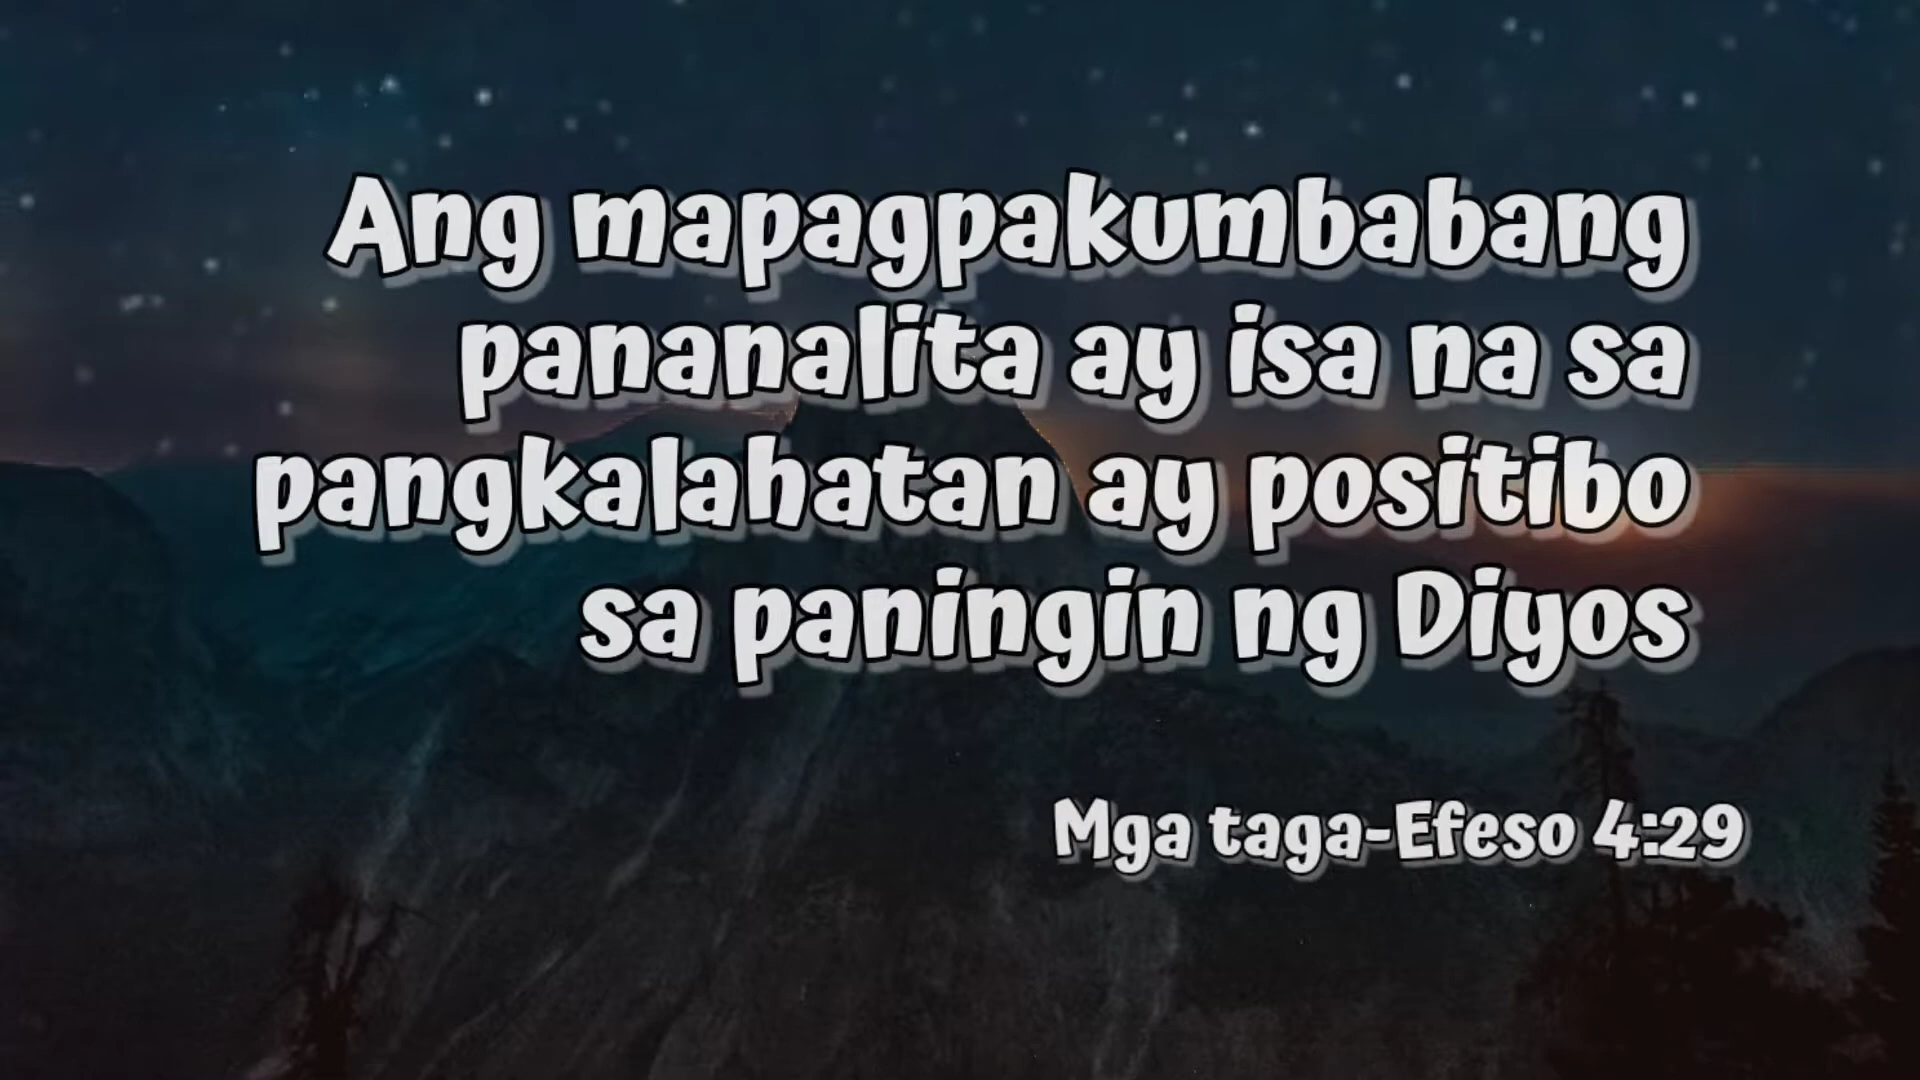 Ang mapagpakumbabang
pananalita ay isa na sa
pangkalahatan ay positibo
sa paningin ng Diyos
Mga taga-Efeso 4:29